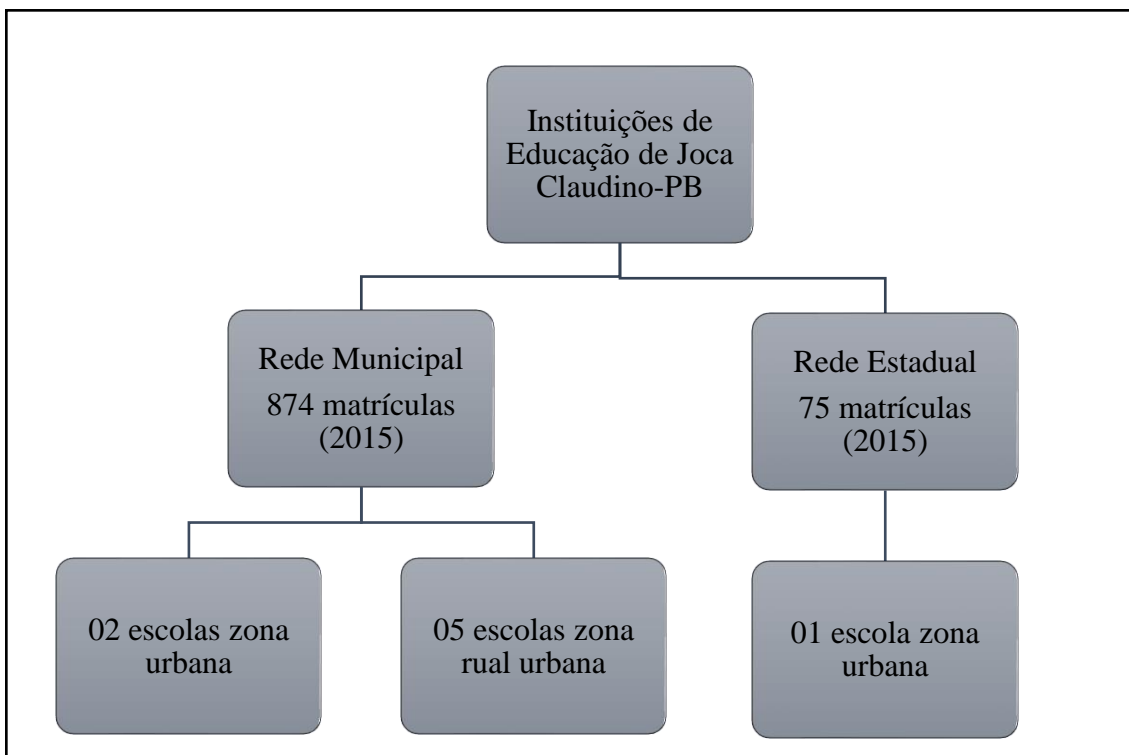 Instituições de
Educação de Joca
Claudino-PB
Rede Municipal
874 matrículas
(2015)
Rede Estadual
75 matrículas
(2015)
02 escolas zona
urbana
05 escolas zona
rual urbana
01 escola zona
urbana